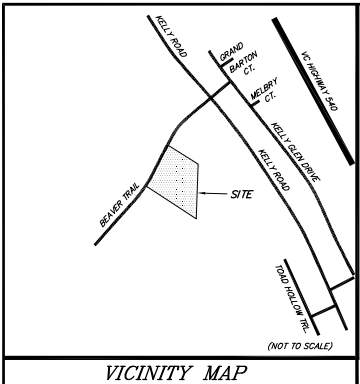 KELLY ROAD
GRAND
BARTON
CT.
MELBRY
CT.
VC HIGHWAY 540
KELLY GLEN DRIVE
KELLY ROAD
BEAVER TRAIL
SITE
TOAD HOLLOW TRL.
(NOT TO SCALE)
VICINITY MAP